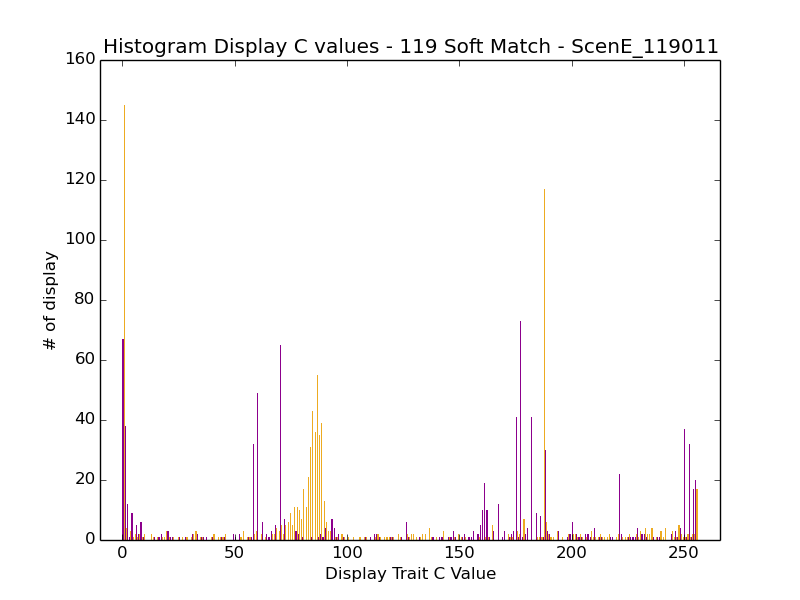 Histogram Display C values - 119 Soft Match - ScenE_119011
160
140
120
100
80
60
40
20
0
# of display
0 50 100 150 200 250
Display Trait C Value